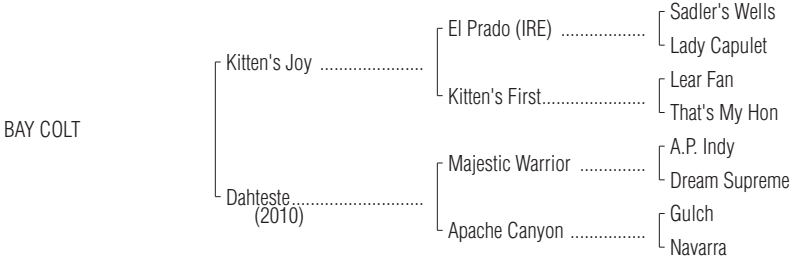 Sadler's Wells
El Prado (IRE) ..................
Lady Capulet
Kitten's Joy ......................
Lear Fan
Kitten's First......................
That's My Hon
BAY COLT
A.P. Indy
Majestic Warrior ..............
Dream Supreme
Dahteste............................
(2010)
Gulch
Apache Canyon ................
Navarra